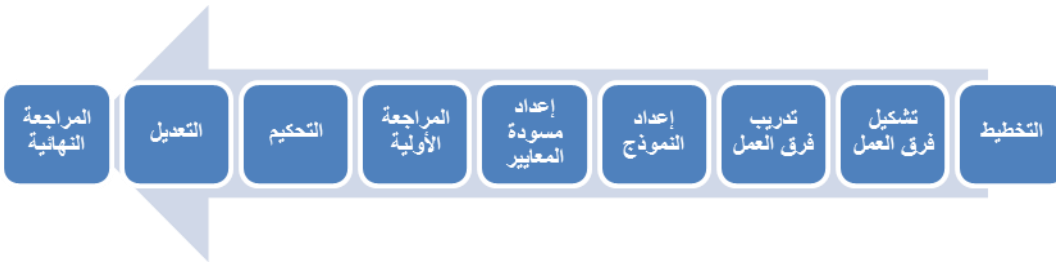 التخطيط
تشكيل
فرق العمل
تدريب
فرق العمل
إعداد
النموذج
إعداد
مسودة
المعايير
المراجعة
الأولية
التحكيم
التعديل
المراجعة
النهائية